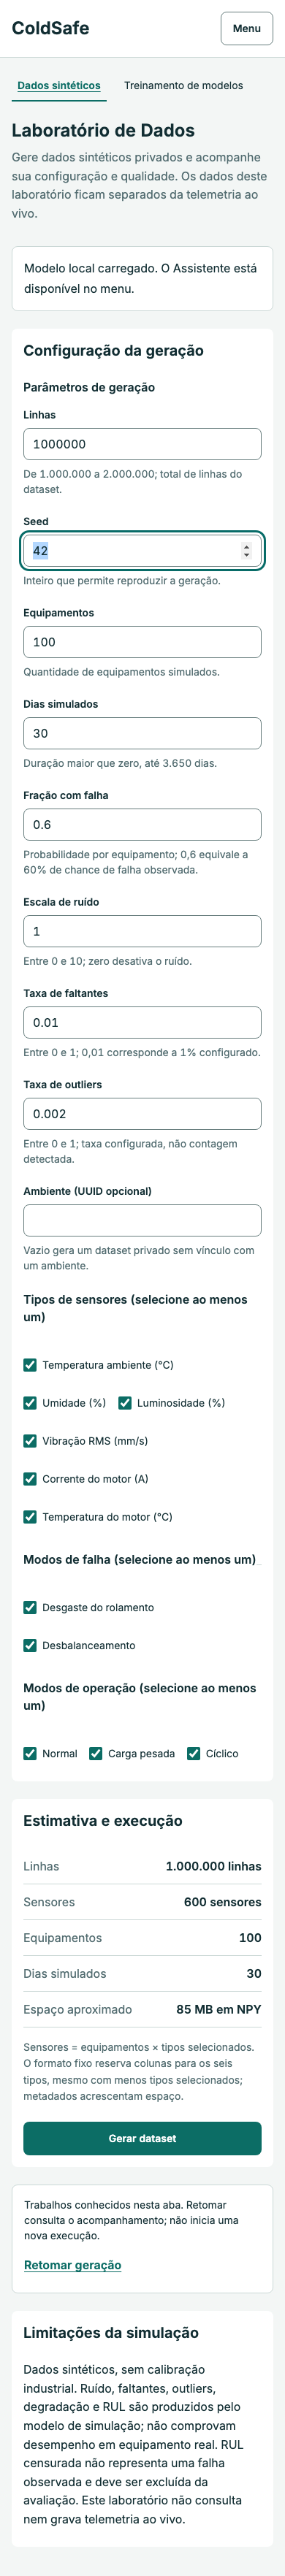 ColdSafe
Menu
Dados sintéticos
Treinamento de modelos
Laboratório de Dados
Gere dados sintéticos privados e acompanhe
sua configuração e qualidade. Os dados deste
laboratório ficam separados da telemetria ao
vivo.
Modelo local carregado. O Assistente está
disponível no menu.
Configuração da geração
Parâmetros de geração
Linhas
1000000
De 1.000.000 a 2.000.000; total de linhas do
dataset.
Seed
42
Inteiro que permite reproduzir a geração.
Equipamentos
100
Quantidade de equipamentos simulados.
Dias simulados
30
Duração maior que zero, até 3.650 dias.
Fração com falha
0.6
Probabilidade por equipamento; 0,6 equivale a
60% de chance de falha observada.
Escala de ruído
1
Entre 0 e 10; zero desativa o ruído.
Taxa de faltantes
0.01
Entre 0 e 1; 0,01 corresponde a 1% configurado.
Taxa de outliers
0.002
Entre 0 e 1; taxa configurada, não contagem
detectada.
Ambiente (UUID opcional)
Vazio gera um dataset privado sem vínculo com
um ambiente.
Tipos de sensores (selecione ao menos
um)
Temperatura ambiente (°C)
Umidade (%) Luminosidade (%)
Vibração RMS (mm/s)
Corrente do motor (A)
Temperatura do motor (°C)
Modos de falha (selecione ao menos um)
Desgaste do rolamento
Desbalanceamento
Modos de operação (selecione ao menos
um)
Normal Carga pesada Cíclico
Estimativa e execução
Linhas 1.000.000 linhas
Sensores 600 sensores
Equipamentos 100
Dias simulados 30
Espaço aproximado 85 MB em NPY
Sensores = equipamentos × tipos selecionados.
O formato fixo reserva colunas para os seis
tipos, mesmo com menos tipos selecionados;
metadados acrescentam espaço.
Gerar dataset
Trabalhos conhecidos nesta aba. Retomar
consulta o acompanhamento; não inicia uma
nova execução.
Retomar geração
Limitações da simulação
Dados sintéticos, sem calibração
industrial. Ruído, faltantes, outliers,
degradação e RUL são produzidos pelo
modelo de simulação; não comprovam
desempenho em equipamento real. RUL
censurada não representa uma falha
observada e deve ser excluída da
avaliação. Este laboratório não consulta
nem grava telemetria ao vivo.